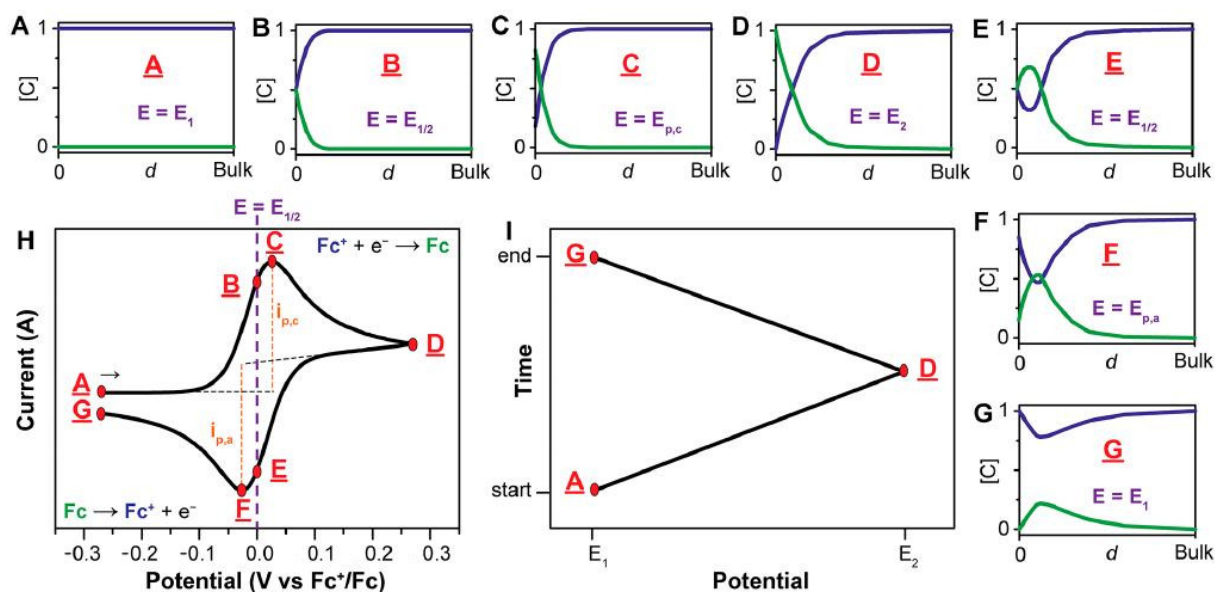 A
1
[C]
0
A
E = E₁
0 d Bulk
B
1
[C]
0
B
E = E₁/₂
0 d Bulk
C
1
[C]
0
C
E = Eₚ,c
0 d Bulk
D
1
[C]
0
D
E = E₂
0 d Bulk
E
1
[C]
0
E
E = E₁/₂
0 d Bulk
E = E₁/₂
H
C
Fc⁺ + e⁻ → Fc
B
iₚ,c
D
A →
G
iₚ,a
E
F
Fc → Fc⁺ + e⁻
Current (A)
-0.3 -0.2 -0.1 0.0 0.1 0.2 0.3
Potential (V vs Fc⁺/Fc)
I
end
G
Time
D
start
A
E₁ E₂
Potential
F
1
[C]
0
F
E = Eₚ,a
0 d Bulk
G
1
[C]
0
G
E = E₁
0 d Bulk